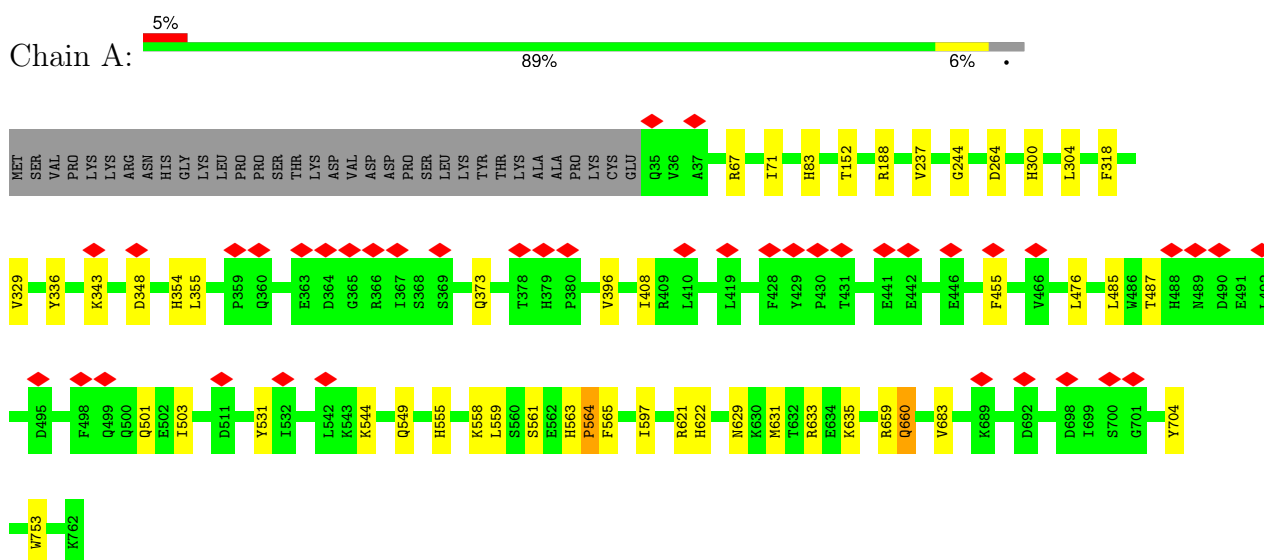 5%
Chain A:
89% 6% •
MET SER VAL PRO LYS LYS ARG ASN HIS GLY LYS LEU PRO PRO SER THR LYS ASP VAL ASP ASP PRO SER LEU LYS TYR THR LYS ALA ALA PRO LYS CYS GLU Q35 V36 A37 R67 I71 H83 T152 R188 V237 G244 D264 H300 L304 F318
V329 Y336 K343 D348 H354 L355 P359 Q360 E363 D364 G365 R366 I367 S368 S369 Q373 T378 H379 P380 V396 I408 R409 L410 L419 F428 Y429 P430 T431 E441 E442 E446 F455 V466 L476 L485 W486 T487 H488 N489 D490 E491
D495 F498 Q499 Q500 Q501 E502 I503 D511 Y531 I532 L542 K543 K544 Q549 H555 K558 L559 S560 S561 E562 H563 P564 F565 I597 R621 H622 N629 K630 M631 T632 R633 E634 K635 R659 Q660 V683 K689 D692 D698 I699 S700 G701 Y704
W753 K762